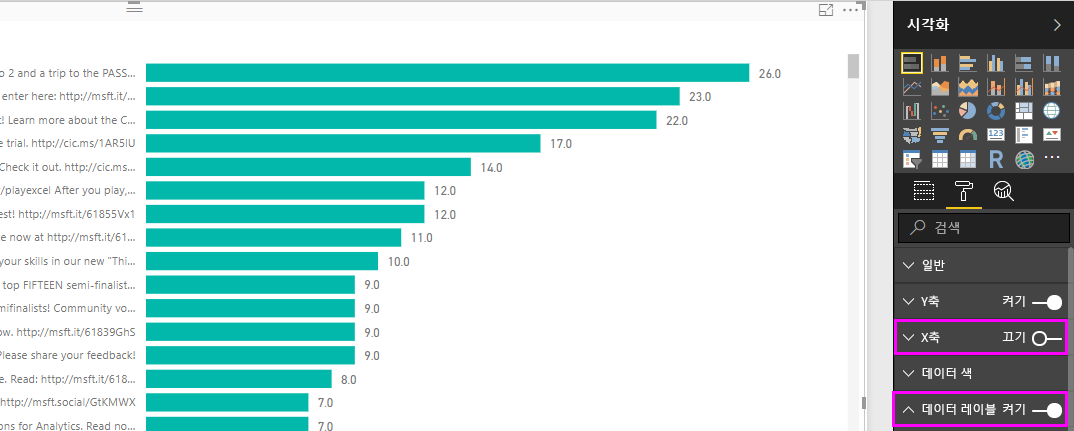 시각화
o 2 and a trip to the PASS... 26.0
enter here: http://msft.it/... 23.0
t! Learn more about the C... 22.0
e trial. http://cic.ms/1AR5IU 17.0
Check it out. http://cic.ms... 14.0
/playexcel After you play,... 12.0
est! http://msft.it/61855Vx1 12.0
e now at http://msft.it/61... 11.0
your skills in our new "Thi... 10.0
top FIFTEEN semi-finalist... 9.0
mifinalists! Community vo... 9.0
ow. http://msft.it/61839GhS 9.0
Please share your feedback! 9.0
e. Read: http://msft.it/618... 8.0
http://msft.social/GtKMWX 7.0
ons for Analytics. Read no... 7.0
123
R
검색
일반
Y축 켜기
X축 끄기
데이터 색
데이터 레이블 켜기